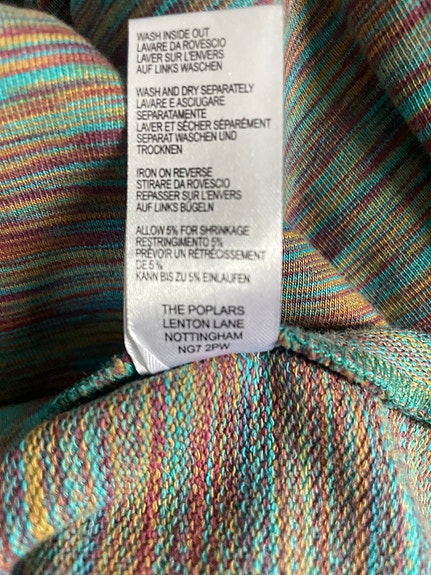 WASH INSIDE OUT
LAVARE DA ROVESCIO
LAVER SUR L'ENVERS
AUF LINKS WASCHEN
WASH AND DRY SEPARATELY
LAVARE E ASCIUGARE
SEPARATAMENTE
LAVER ET SÉCHER SÉPARÉMENT
SEPARAT WASCHEN UND
TROCKNEN
IRON ON REVERSE
STIRARE DA ROVESCIO
REPASSER SUR L'ENVERS
AUF LINKS BÜGELN
ALLOW 5% FOR SHRINKAGE
RESTRINGIMENTO 5%
PRÉVOIR UN RÉTRÉCISSEMENT
DE 5 %
KANN BIS ZU 5% EINLAUFEN
THE POPLARS
LENTON LANE
NOTTINGHAM
NG7 2PW